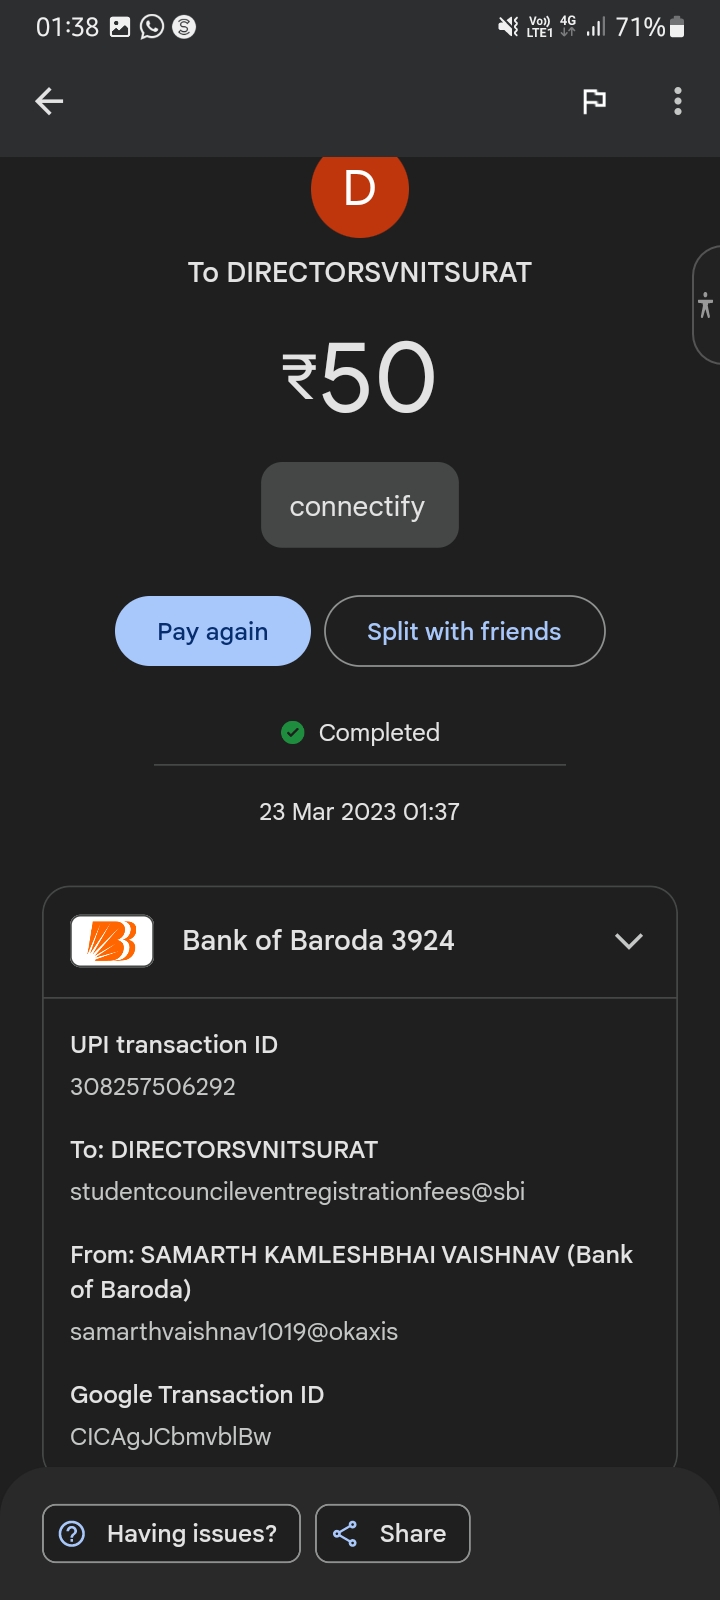 01:38
Vo)) LTE1 4G 71%
D
To DIRECTORSVNITSURAT
₹50
connectify
Pay again
Split with friends
Completed
23 Mar 2023 01:37
Bank of Baroda 3924
UPI transaction ID
308257506292
To: DIRECTORSVNITSURAT
studentcouncileventregistrationfees@sbi
From: SAMARTH KAMLESHBHAI VAISHNAV (Bank
of Baroda)
samarthvaishnav1019@okaxis
Google Transaction ID
CICAgJCbmvblBw
Having issues?
Share